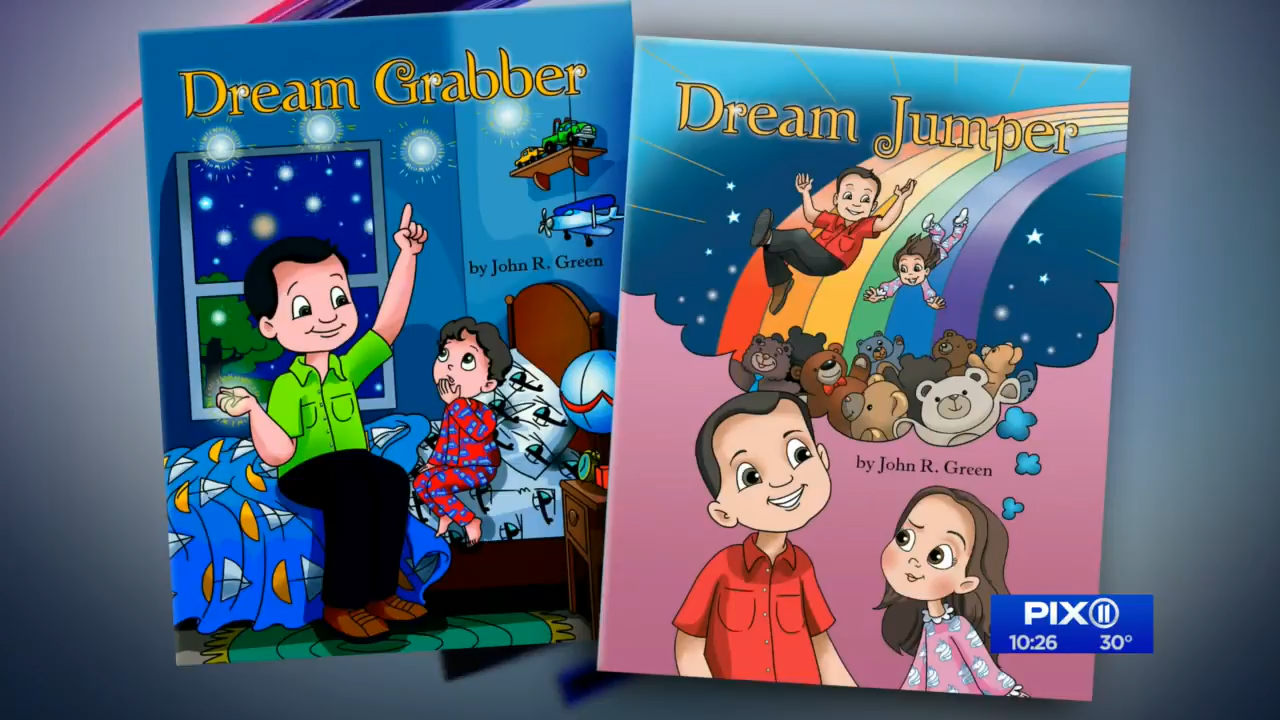 Dream Grabber
by John R. Green
Dream Jumper
by John R. Green
PIX11
10:26 30°